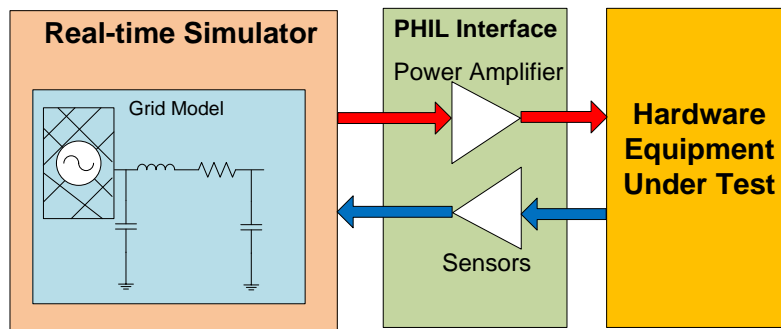 Real-time Simulator
Grid Model
PHIL Interface
Power Amplifier
Sensors
Hardware
Equipment
Under Test